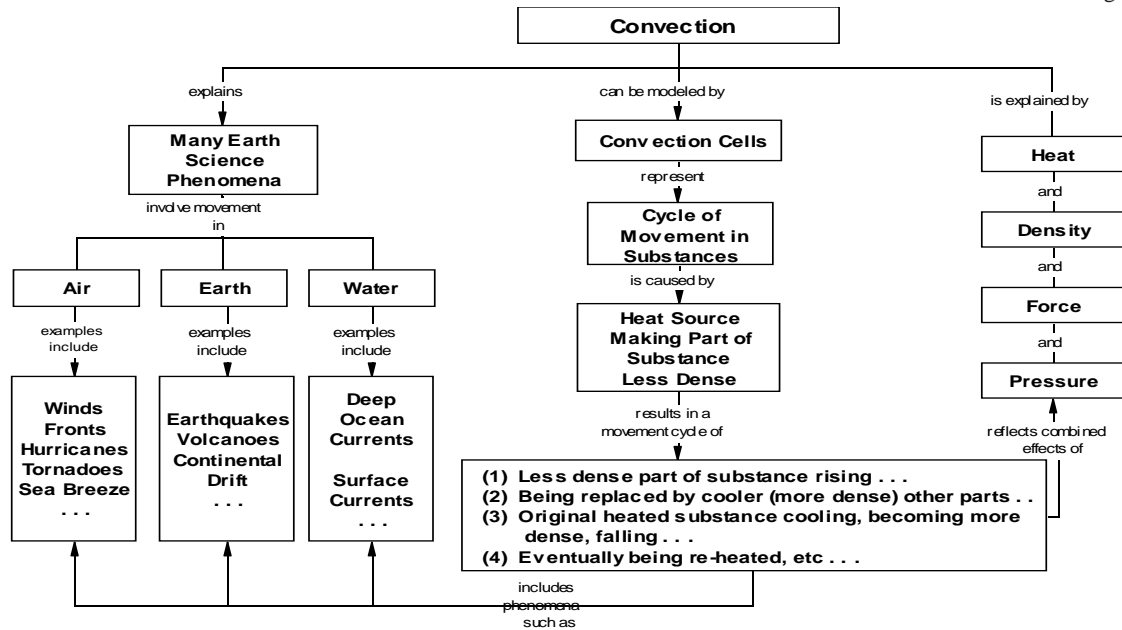 Convection
explains
can be modeled by
is explained by
Many Earth
Science
Phenomena
Convection Cells
Heat
involve movement
in
represent
and
Cycle of
Movement in
Substances
Density
is caused by
and
Air
Earth
Water
Force
examples
include
examples
include
examples
include
Heat Source
Making Part of
Substance
Less Dense
and
Pressure
Winds
Fronts
Hurricanes
Tornadoes
Sea Breeze
. . .
Earthquakes
Volcanoes
Continental
Drift
. . .
Deep
Ocean
Currents
Surface
Currents
. . .
results in a
movement cycle of
reflects combined
effects of
(1) Less dense part of substance rising . . .
(2) Being replaced by cooler (more dense) other parts . .
(3) Original heated substance cooling, becoming more
dense, falling . . .
(4) Eventually being re-heated, etc . . .
includes
phenomena
such as